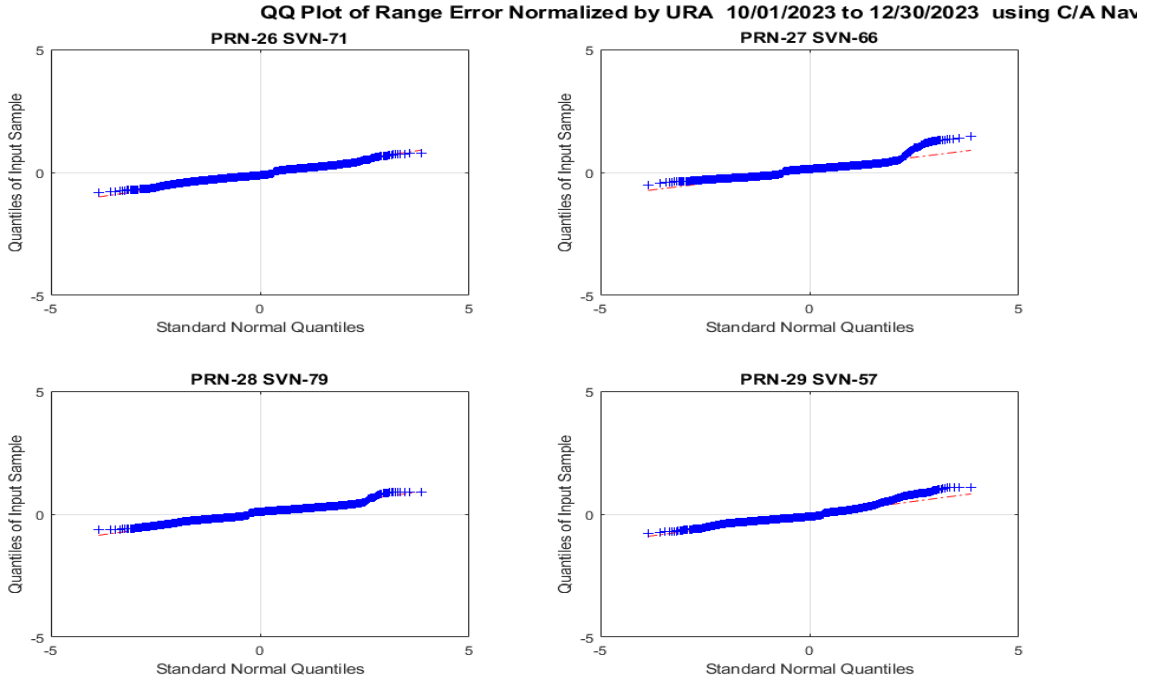 QQ Plot of Range Error Normalized by URA 10/01/2023 to 12/30/2023 using C/A Nav
PRN-26 SVN-71
5
0
-5
Quantiles of Input Sample
-5 0 5
Standard Normal Quantiles
PRN-27 SVN-66
5
0
-5
Quantiles of Input Sample
-5 0 5
Standard Normal Quantiles
PRN-28 SVN-79
5
0
-5
Quantiles of Input Sample
-5 0 5
Standard Normal Quantiles
PRN-29 SVN-57
5
0
-5
Quantiles of Input Sample
-5 0 5
Standard Normal Quantiles